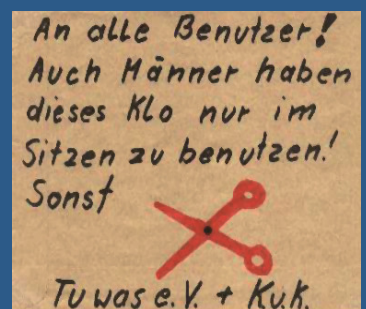 An alle Benutzer!
Auch Männer haben
dieses Klo nur im
Sitzen zu benutzen!
Sonst
Tu was e.V. + K.u.K.